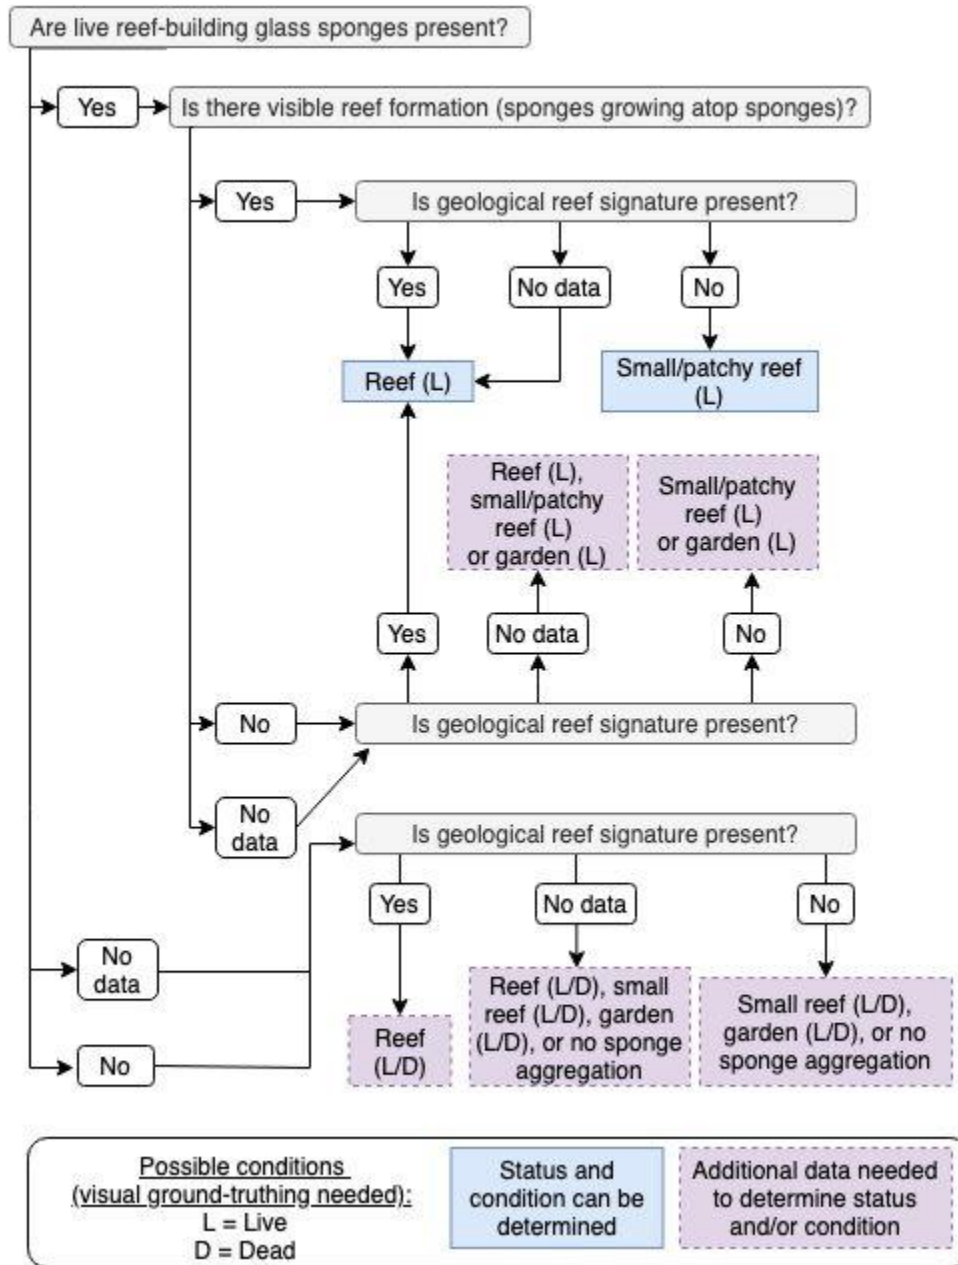 Are live reef-building glass sponges present?
Yes
Is there visible reef formation (sponges growing atop sponges)?
Yes
Is geological reef signature present?
Yes
No data
No
Reef (L)
Small/patchy reef
(L)
Reef (L),
small/patchy
reef (L)
or garden (L)
Small/patchy
reef (L)
or garden (L)
Yes
No data
No
No
Is geological reef signature present?
No
data
Is geological reef signature present?
Yes
No data
No
No
data
Reef
(L/D)
Reef (L/D), small
reef (L/D), garden
(L/D), or no sponge
aggregation
Small reef (L/D),
garden (L/D), or no
sponge aggregation
No
Possible conditions
(visual ground-truthing needed):
L = Live
D = Dead
Status and
condition can be
determined
Additional data needed
to determine status
and/or condition